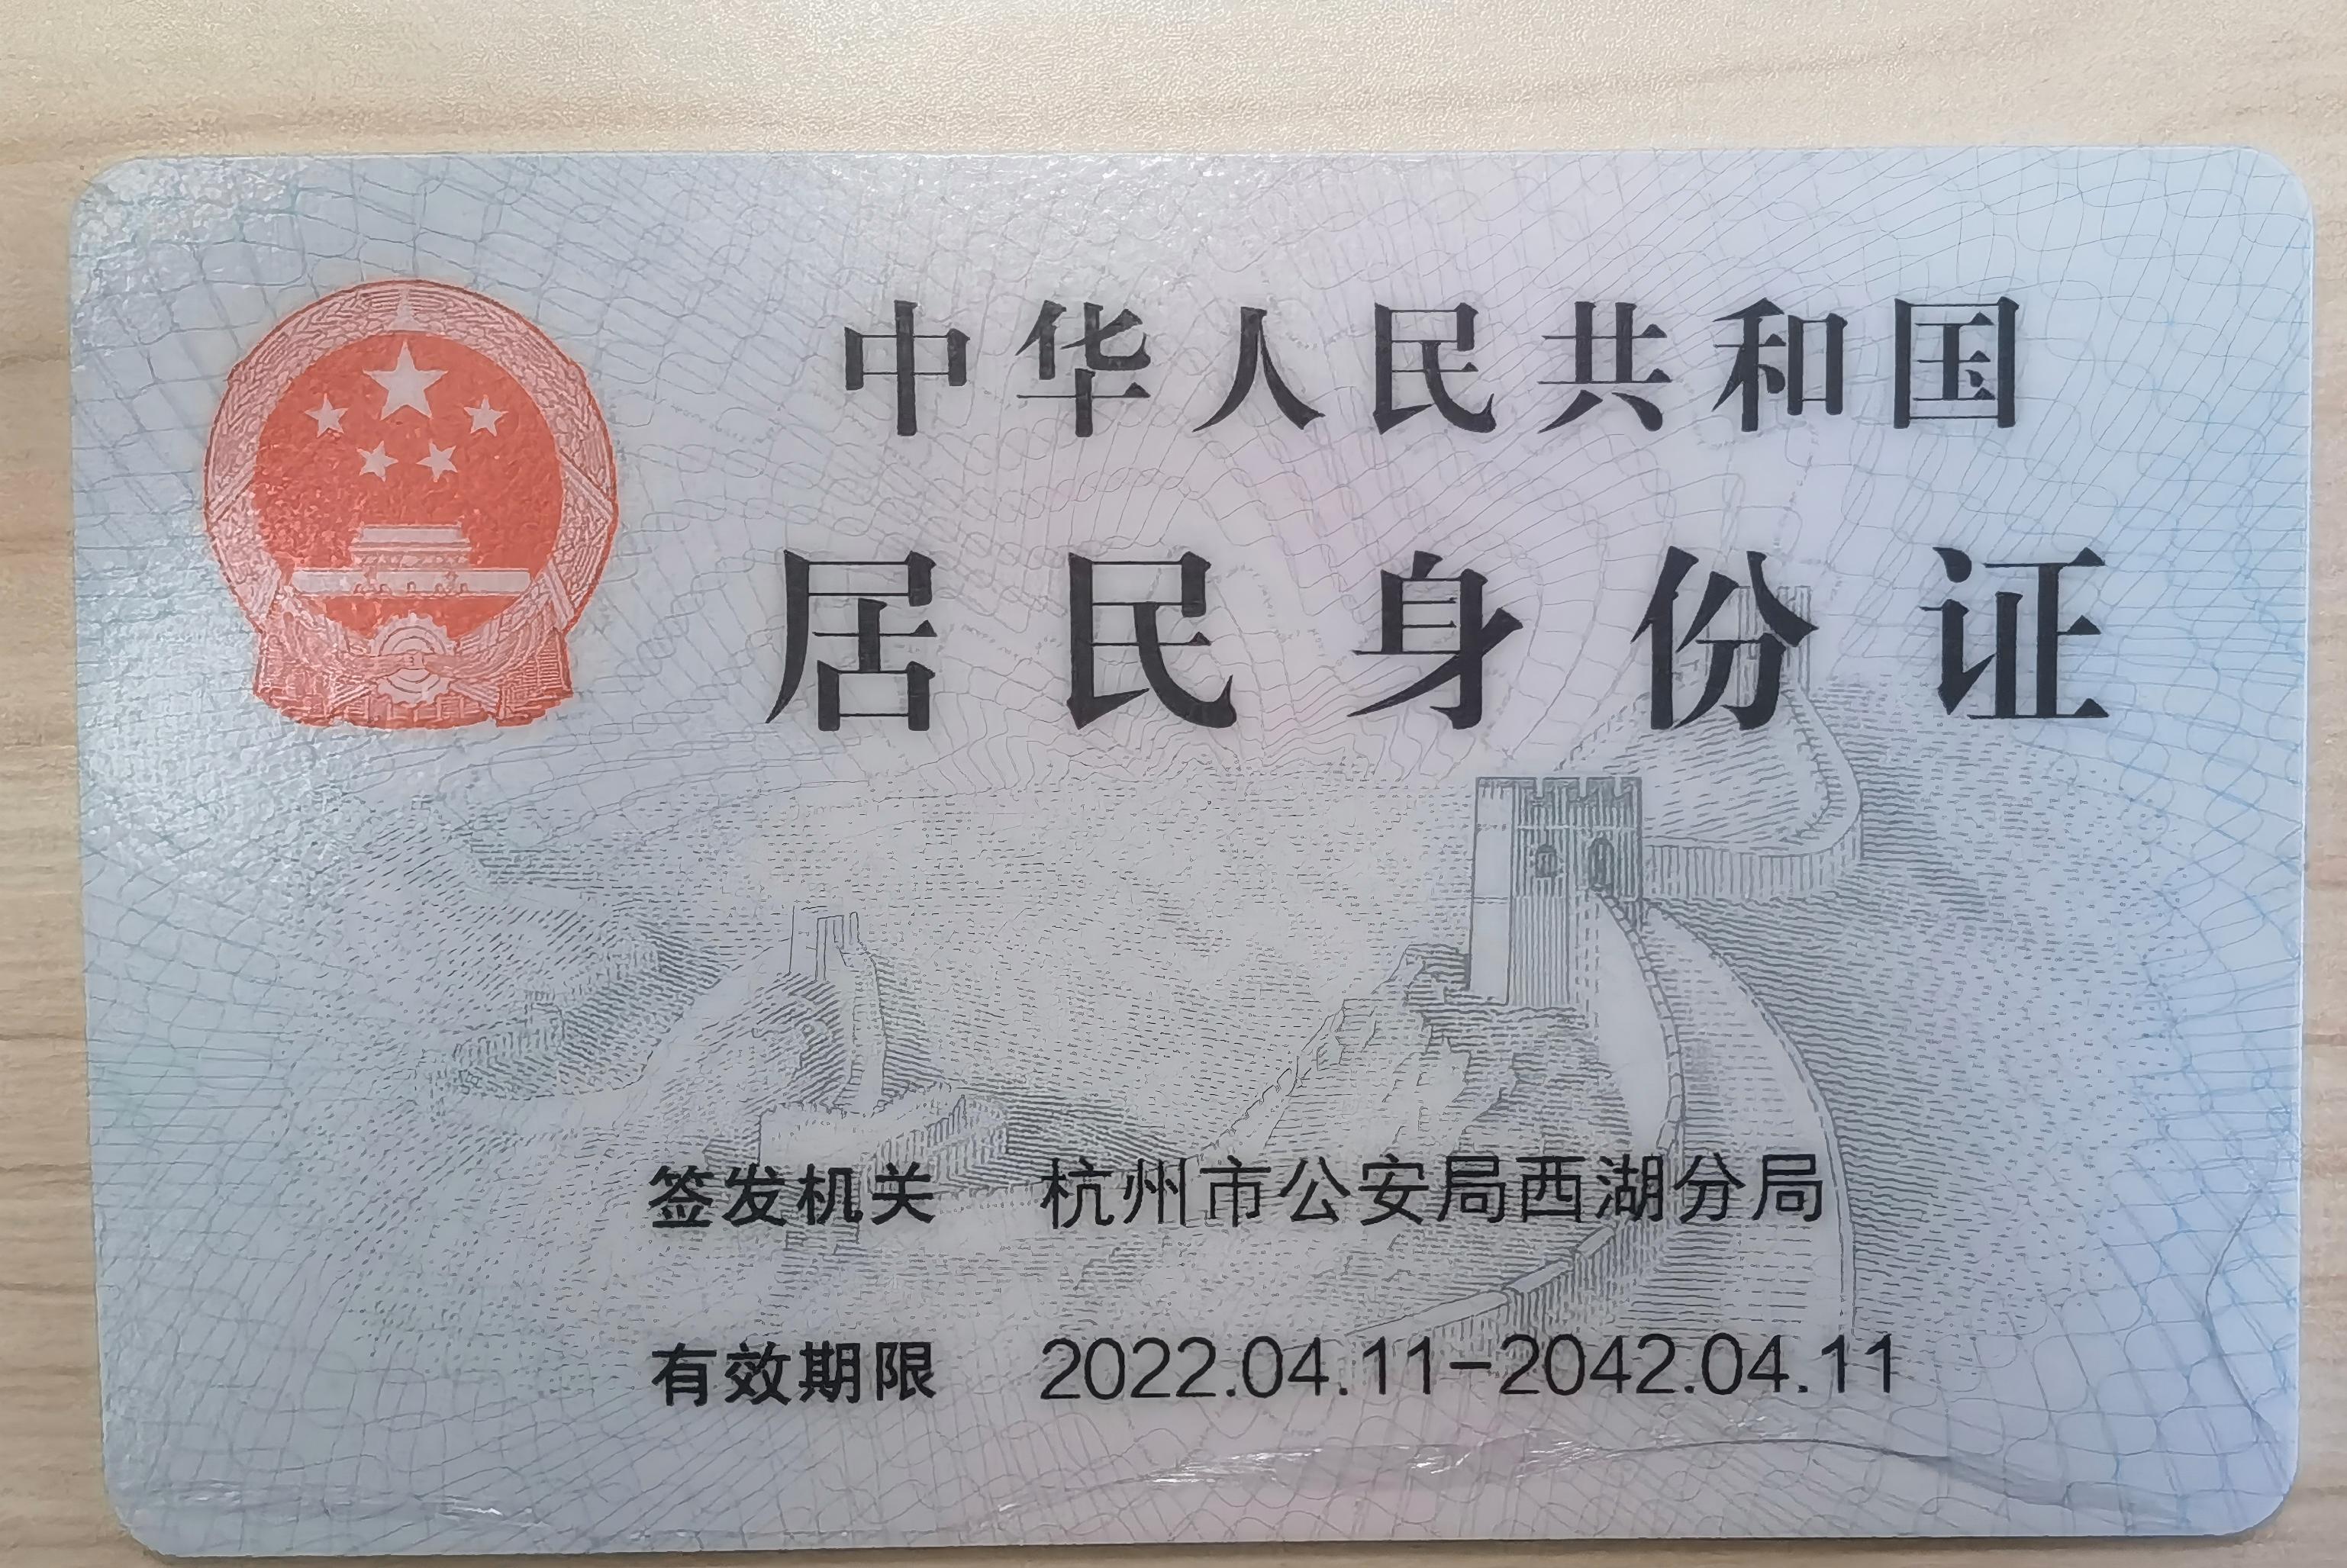 中华人民共和国
居民身份证
签发机关 杭州市公安局西湖分局
有效期限 2022.04.11-2042.04.11